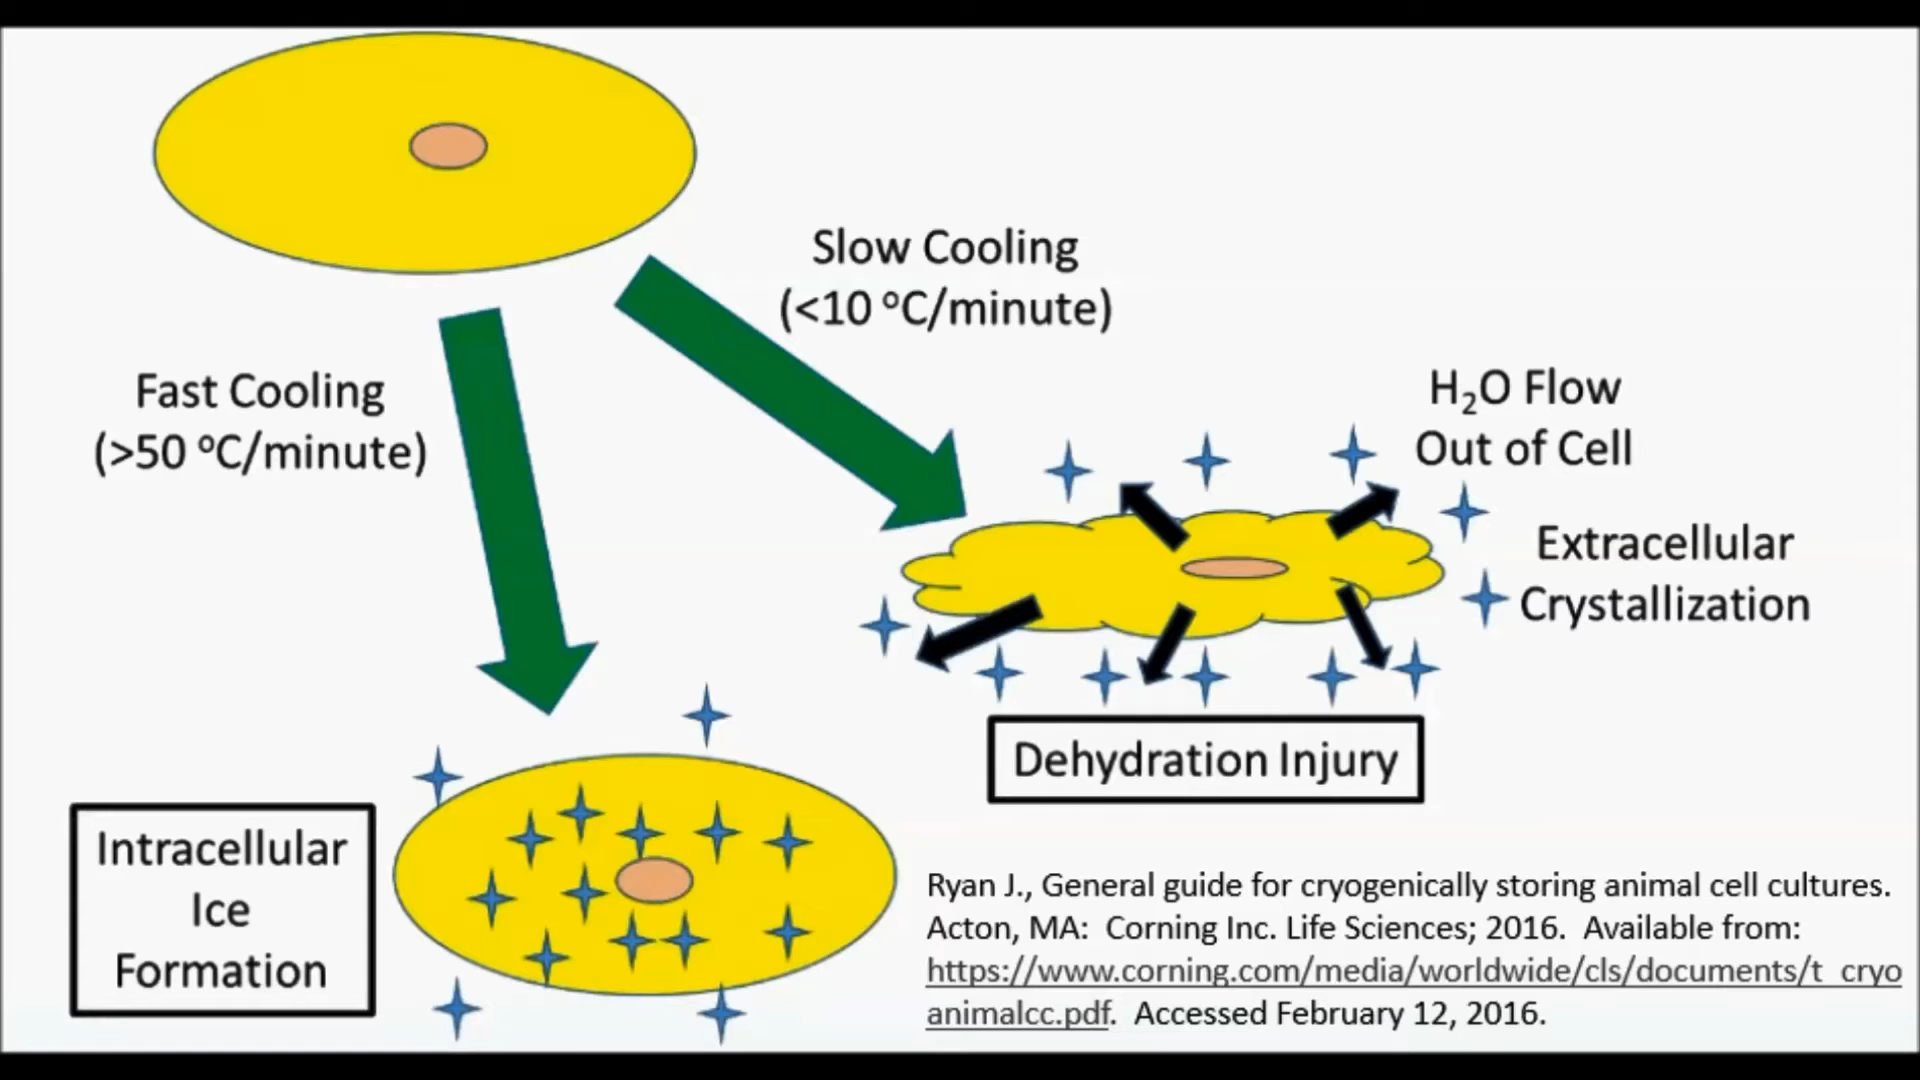 Slow Cooling
(<10 ºC/minute)
Fast Cooling
(>50 ºC/minute)
H₂O Flow
Out of Cell
Extracellular
Crystallization
Dehydration Injury
Intracellular
Ice
Formation
Ryan J., General guide for cryogenically storing animal cell cultures.
Acton, MA:  Corning Inc. Life Sciences; 2016.  Available from:
https://www.corning.com/media/worldwide/cls/documents/t_cryo
animalcc.pdf.  Accessed February 12, 2016.